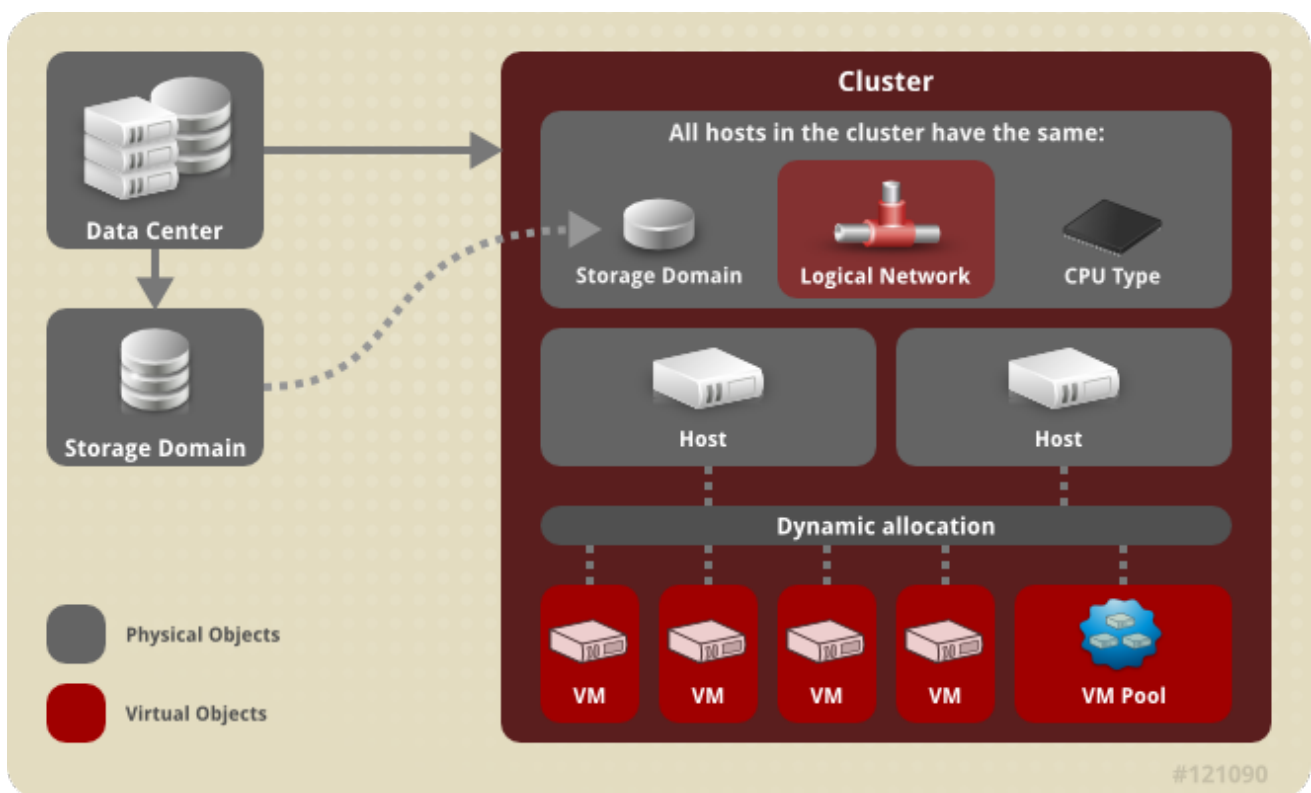 Cluster
All hosts in the cluster have the same:
Data Center
Storage Domain
Logical Network
CPU Type
Storage Domain
Host
Host
Dynamic allocation
Physical Objects
Virtual Objects
VM
VM
VM
VM
VM Pool
#121090